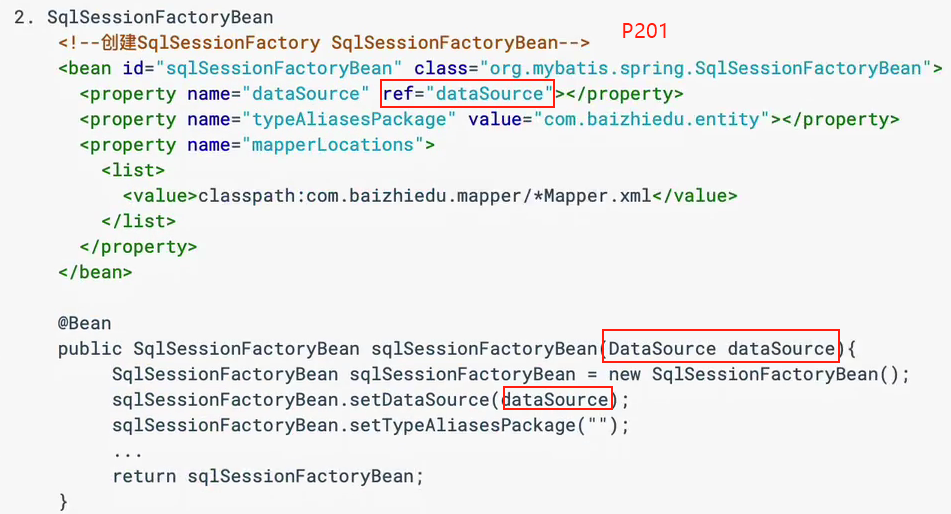 2. SqlSessionFactoryBean
P201
<!--创建SqlSessionFactory SqlSessionFactoryBean-->
<bean id="sqlSessionFactoryBean" class="org.mybatis.spring.SqlSessionFactoryBean">
<property name="dataSource" ref="dataSource"></property>
<property name="typeAliasesPackage" value="com.baizhiedu.entity"></property>
<property name="mapperLocations">
<list>
<value>classpath:com.baizhiedu.mapper/*Mapper.xml</value>
</list>
</property>
</bean>
@Bean
public SqlSessionFactoryBean sqlSessionFactoryBean(DataSource dataSource){
SqlSessionFactoryBean sqlSessionFactoryBean = new SqlSessionFactoryBean();
sqlSessionFactoryBean.setDataSource(dataSource);
sqlSessionFactoryBean.setTypeAliasesPackage("");
...
return sqlSessionFactoryBean;
}